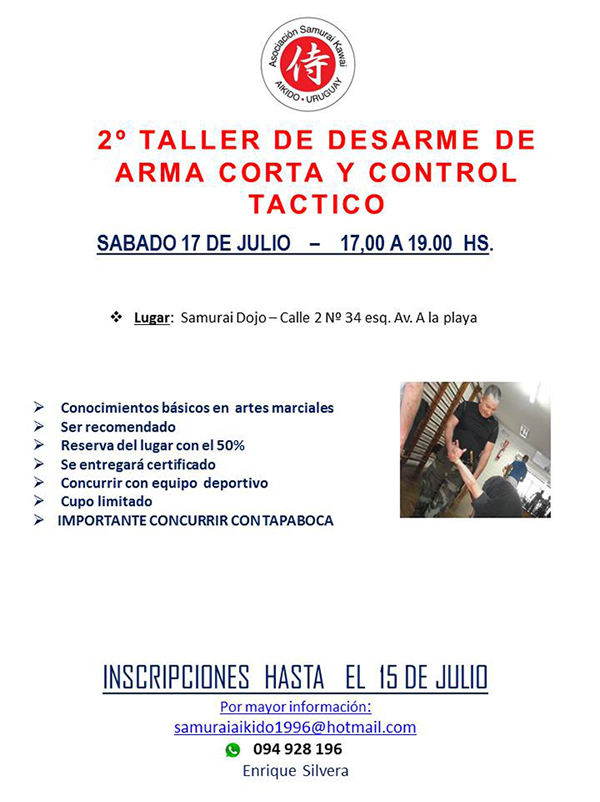 Asociación Samurai Kawai
侍
AIKIDO • URUGUAY
2º TALLER DE DESARME DE
ARMA CORTA Y CONTROL
TACTICO
SABADO 17 DE JULIO – 17,00 A 19.00 HS.
❖ Lugar: Samurai Dojo – Calle 2 Nº 34 esq. Av. A la playa
➢ Conocimientos básicos en artes marciales
➢ Ser recomendado
➢ Reserva del lugar con el 50%
➢ Se entregará certificado
➢ Concurrir con equipo deportivo
➢ Cupo limitado
➢ IMPORTANTE CONCURRIR CON TAPABOCA
INSCRIPCIONES HASTA EL 15 DE JULIO
Por mayor información:
samuraiaikido1996@hotmail.com
094 928 196
Enrique Silvera